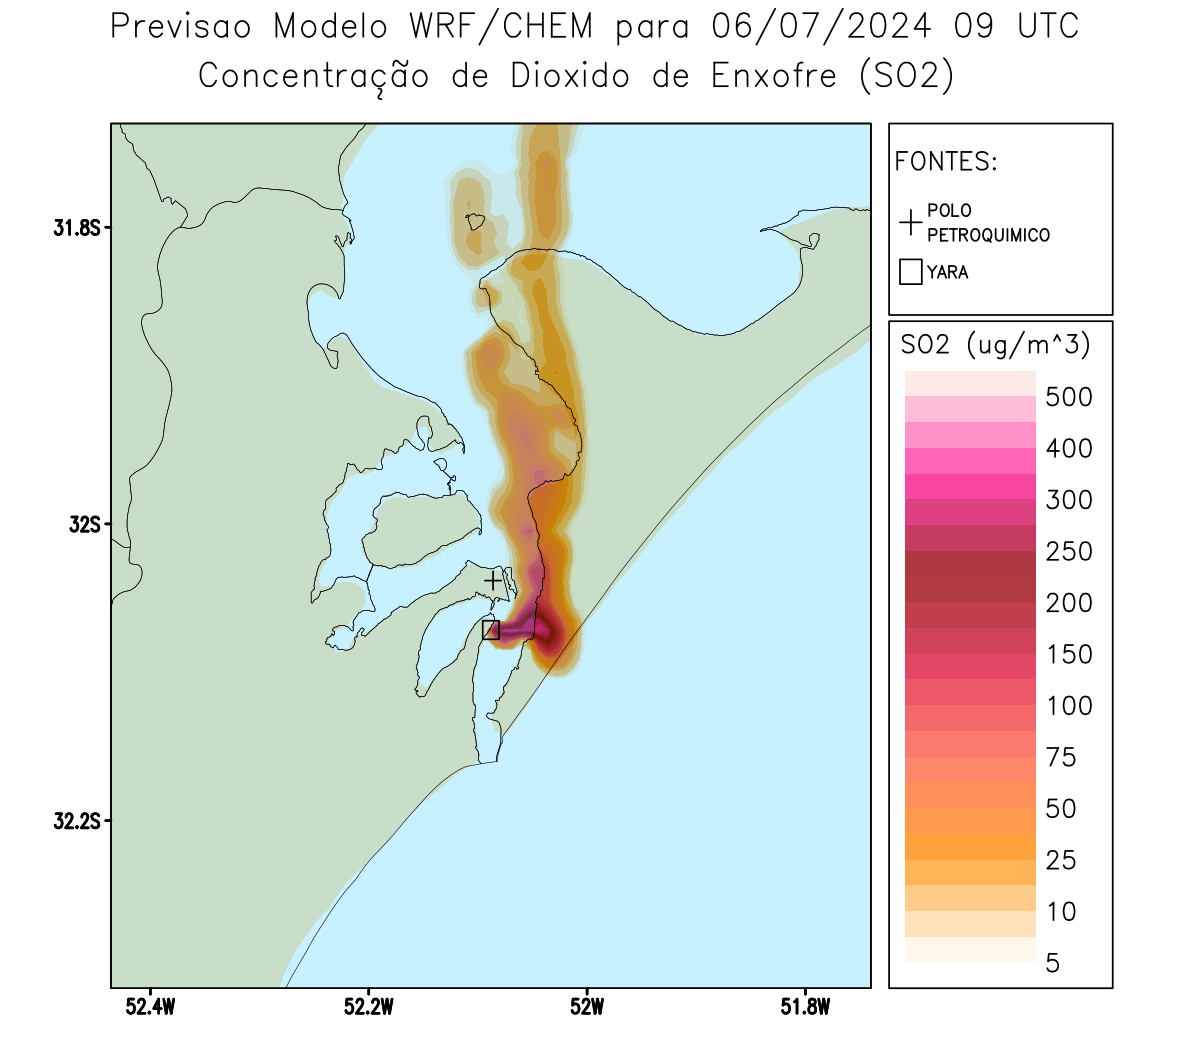 Previsao Modelo WRF/CHEM para 06/07/2024 09 UTC
Concentração de Dioxido de Enxofre (SO2)
FONTES:
POLO
PETROQUIMICO
YARA
SO2 (ug/m^3)
500
400
300
250
200
150
100
75
50
25
10
5
31.8S
32S
32.2S
52.4W
52.2W
52W
51.8W